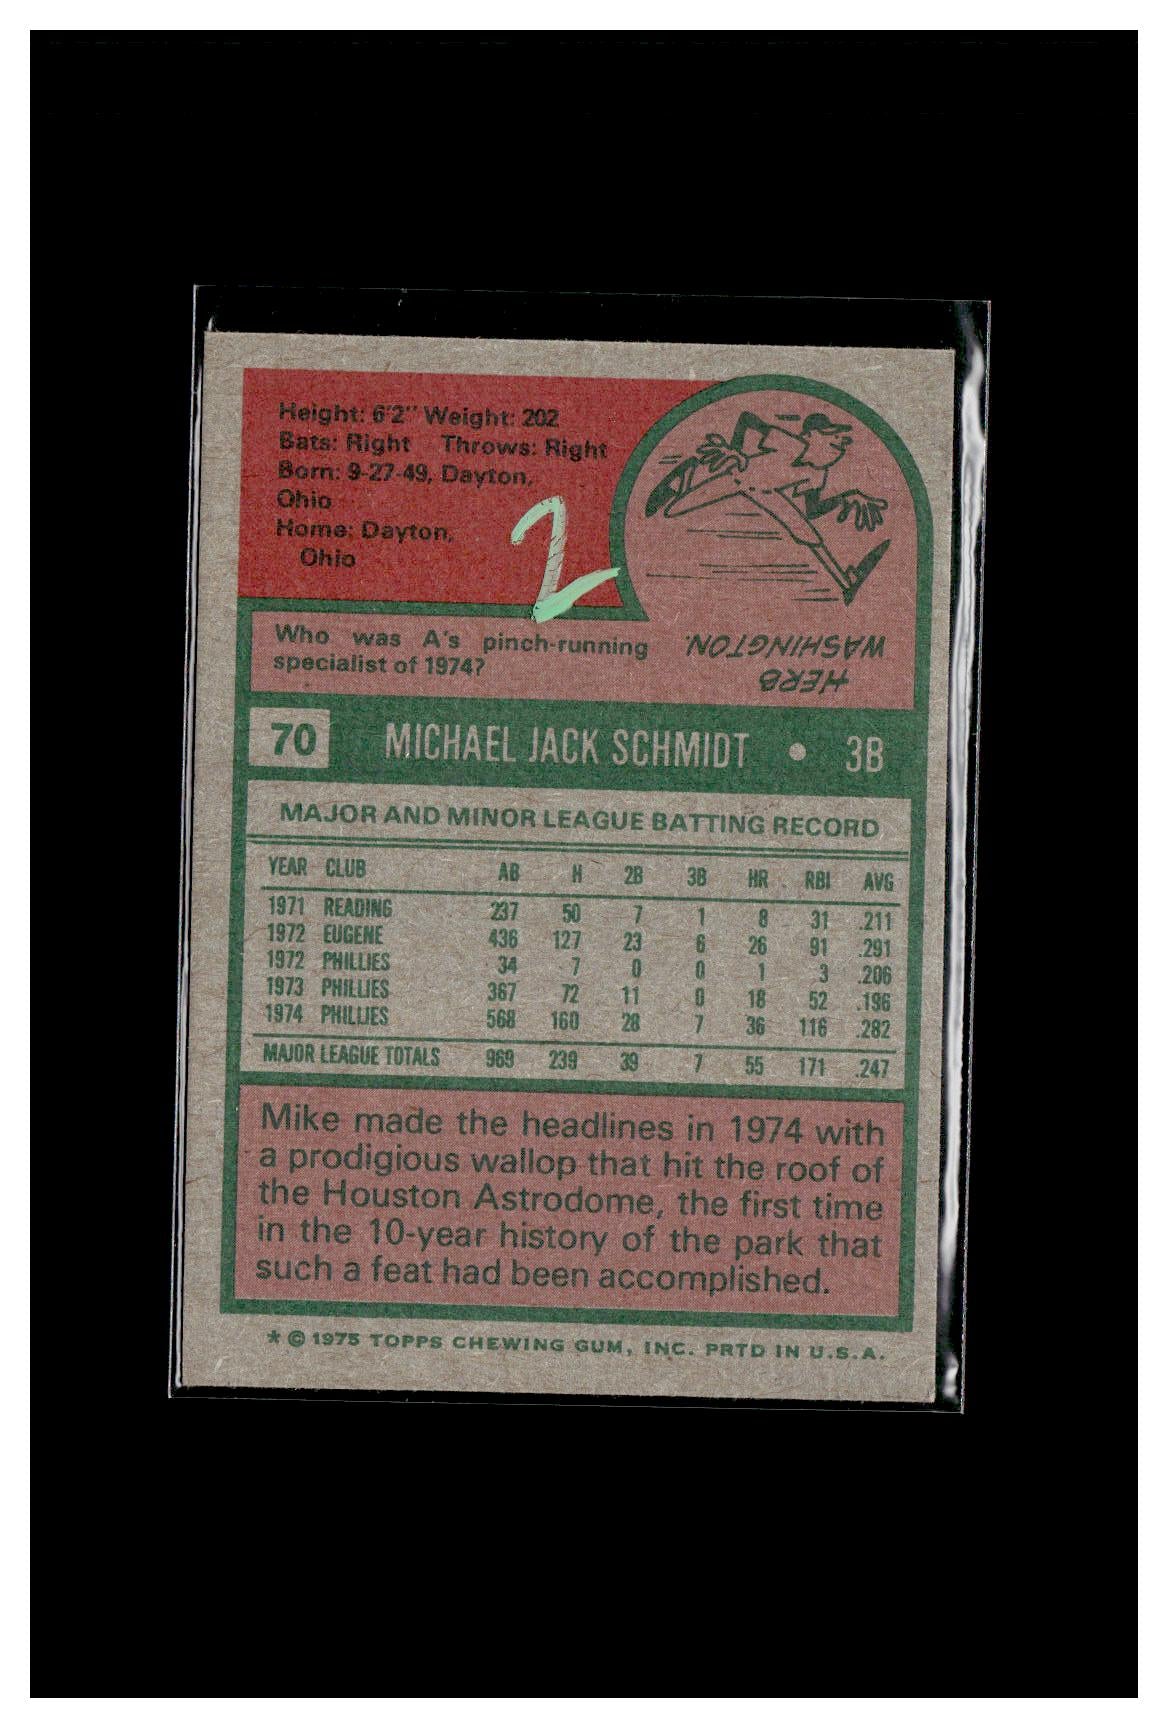 Height: 6'2" Weight: 202
Bats: Right Throws: Right
Born: 9-27-49, Dayton,
Ohio
Home: Dayton,
Ohio
2
Who was A's pinch-running
specialist of 1974?
HERB
WASHINGTON.
70 MICHAEL JACK SCHMIDT • 3B
MAJOR AND MINOR LEAGUE BATTING RECORD
YEAR CLUB AB H 2B 3B HR RBI AVG
1971 READING 237 50 7 1 8 31 .211
1972 EUGENE 436 127 23 6 26 91 .291
1972 PHILLIES 34 7 0 0 1 3 .206
1973 PHILLIES 367 72 11 0 18 52 .196
1974 PHILLIES 568 160 28 7 36 116 .282
MAJOR LEAGUE TOTALS 969 239 39 7 55 171 .247
Mike made the headlines in 1974 with
a prodigious wallop that hit the roof of
the Houston Astrodome, the first time
in the 10-year history of the park that
such a feat had been accomplished.
* © 1975 TOPPS CHEWING GUM, INC. PRTD IN U.S.A.